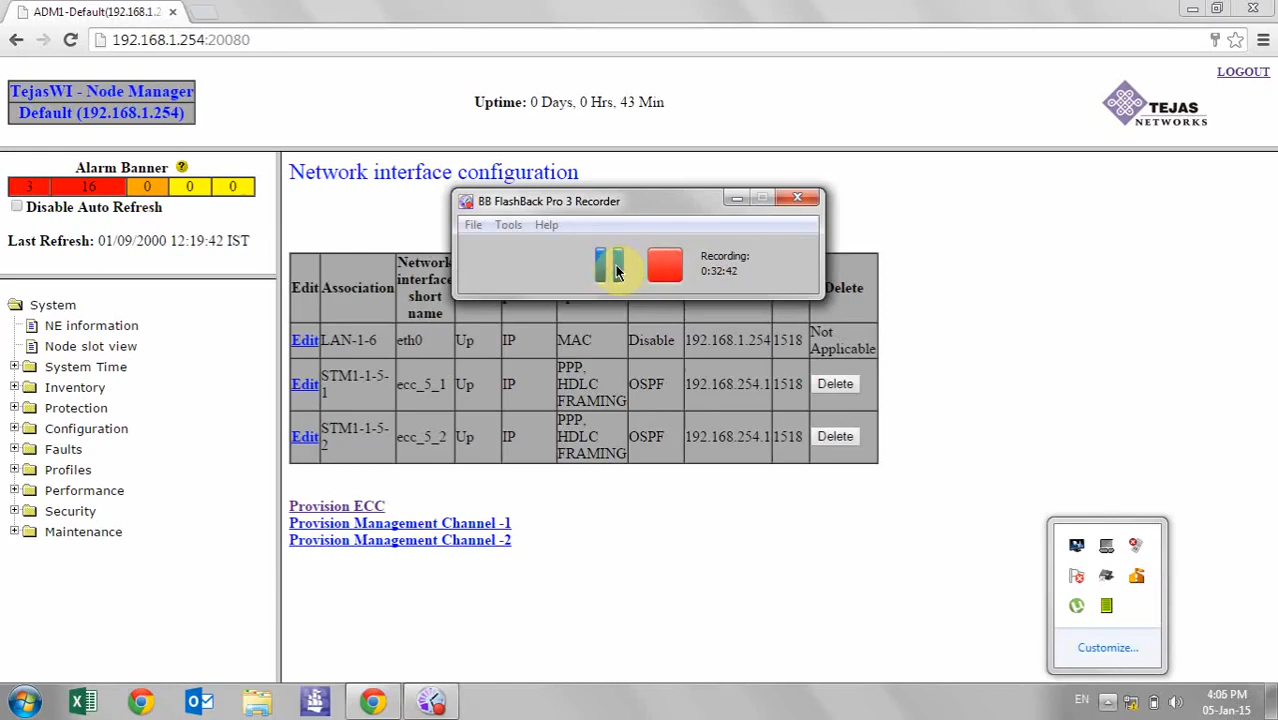 ADM1-Default(192.168.1.2
192.168.1.254:20080
LOGOUT
TejasWI - Node Manager
Default (192.168.1.254)
Uptime: 0 Days, 0 Hrs, 43 Min
TEJAS
NETWORKS
Alarm Banner
3 16 0 0 0
Disable Auto Refresh
Last Refresh: 01/09/2000 12:19:42 IST
System
NE information
Node slot view
System Time
Inventory
Protection
Configuration
Faults
Profiles
Performance
Security
Maintenance
Network interface configuration
BB FlashBack Pro 3 Recorder
File Tools Help
Recording:
0:32:42
Edit Association Network interface short name Delete
Edit LAN-1-6 eth0 Up IP MAC Disable 192.168.1.254 1518 Not Applicable
Edit STM1-1-5-1 ecc_5_1 Up IP PPP, HDLC FRAMING OSPF 192.168.254.1 1518 Delete
Edit STM1-1-5-2 ecc_5_2 Up IP PPP, HDLC FRAMING OSPF 192.168.254.1 1518 Delete
Provision ECC
Provision Management Channel -1
Provision Management Channel -2
Customize...
EN
4:06 PM
05-Jan-15